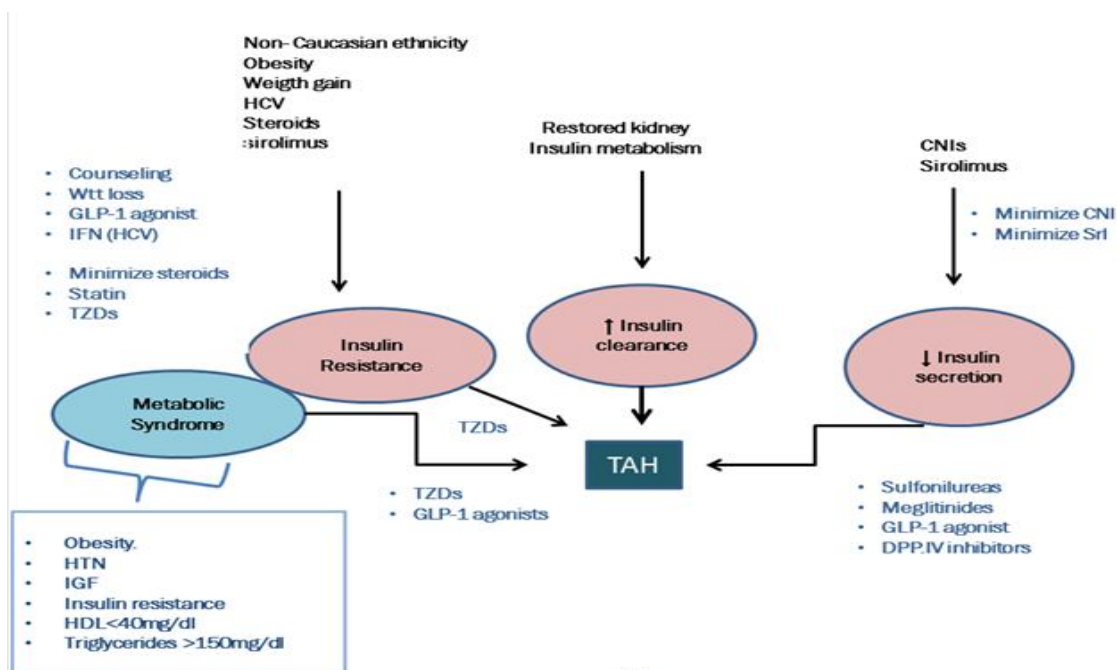 Non- Caucasian ethnicity
Obesity
Weigth gain
HCV
Steroids
sirolimus
Restored kidney
Insulin metabolism
CNIs
Sirolimus
• Counseling
• Wtt loss
• GLP-1 agonist
• IFN (HCV)
• Minimize steroids
• Statin
• TZDs
• Minimize CNI
• Minimize Srl
Insulin
Resistance
↑ Insulin
clearance
↓ Insulin
secretion
Metabolic
Syndrome
TZDs
TAH
• TZDs
• GLP-1 agonists
• Sulfonilureas
• Meglitinides
• GLP-1 agonist
• DPP.IV inhibitors
• Obesity.
• HTN
• IGF
• Insulin resistance
• HDL<40mg/dl
• Triglycerides >150mg/dl